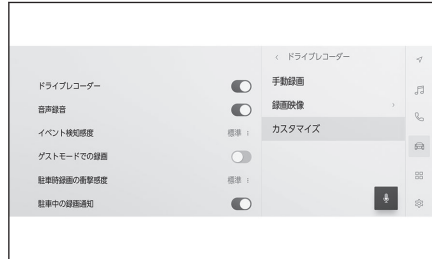 ドライブレコーダー
音声録音
イベント検知感度
標準
ゲストモードでの録画
駐車時録画の衝撃感度
標準
駐車中の録画通知
ドライブレコーダー
手動録画
録画映像
カスタマイズ